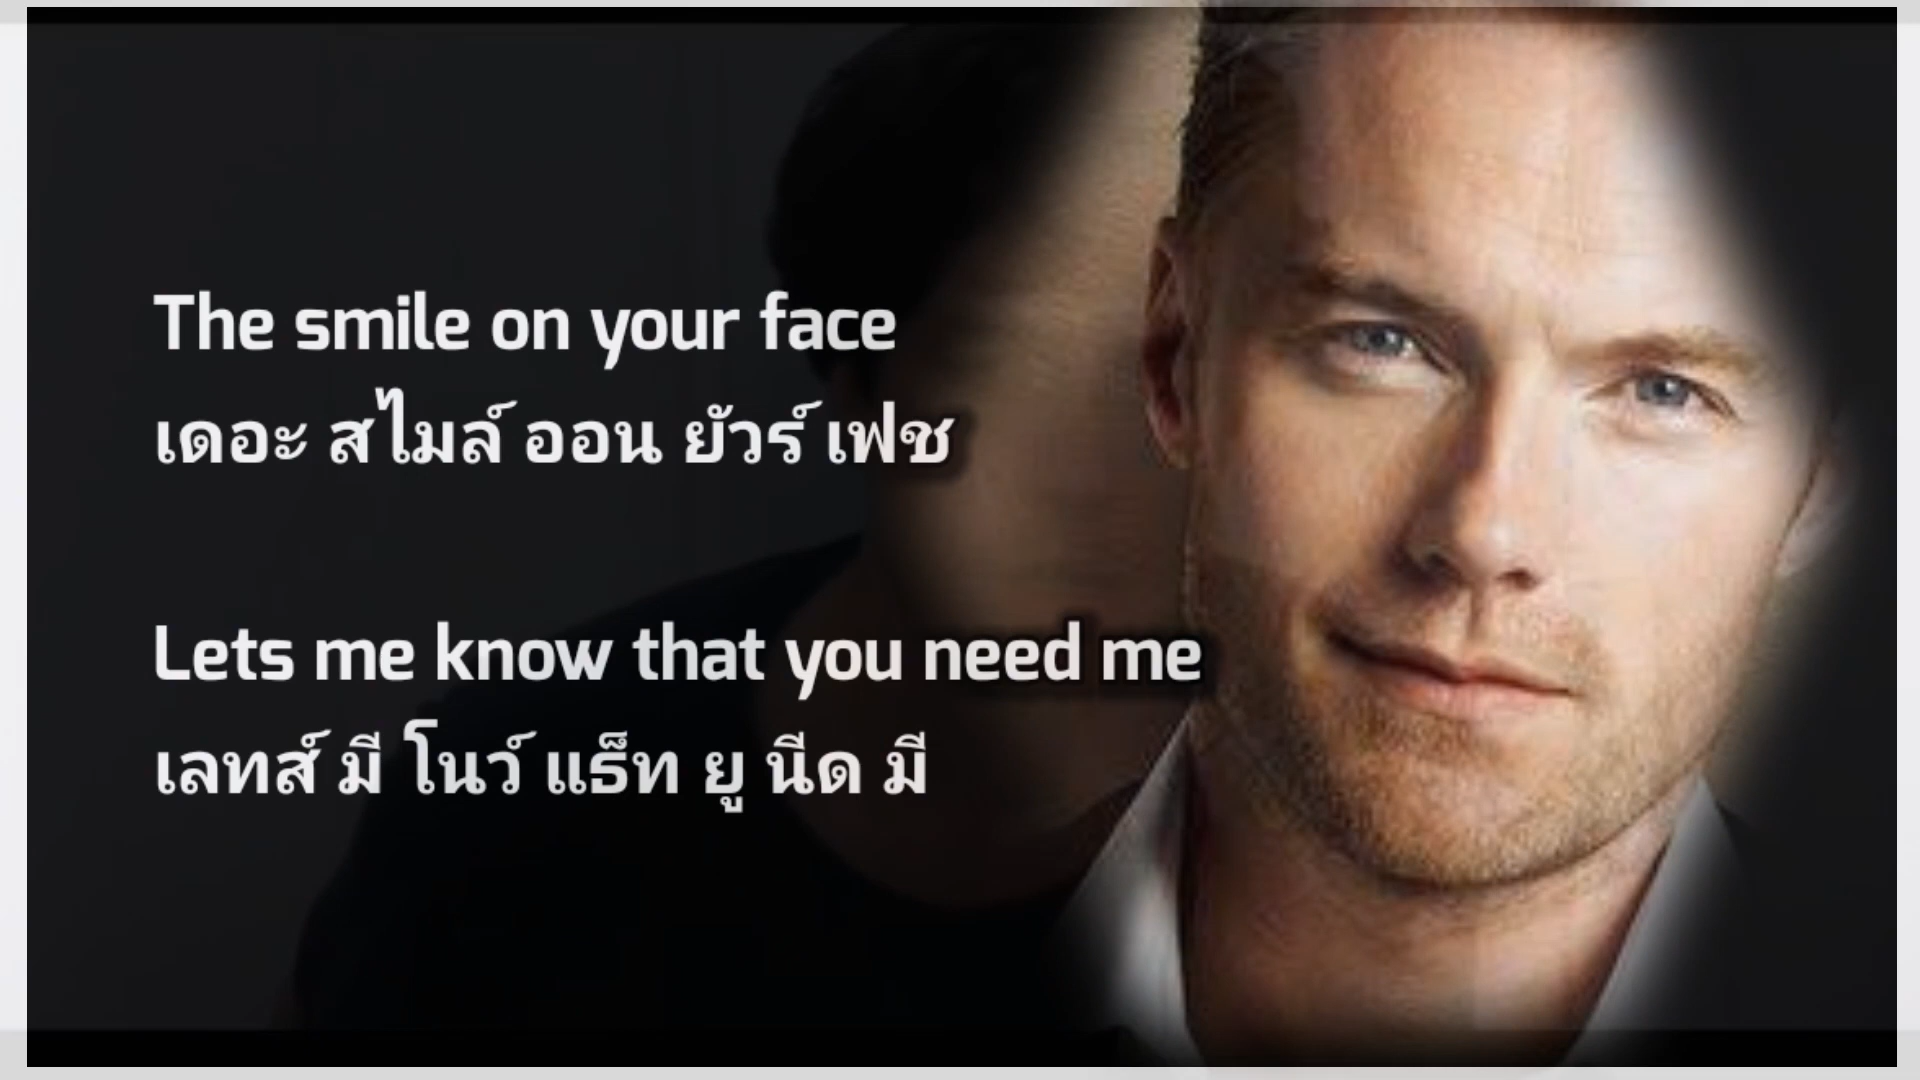 The smile on your face
เดอะ สไมล์ ออน ยัวร์ เฟช
Lets me know that you need me
เลทส์ มี โนว์ แธ็ท ยู นีด มี